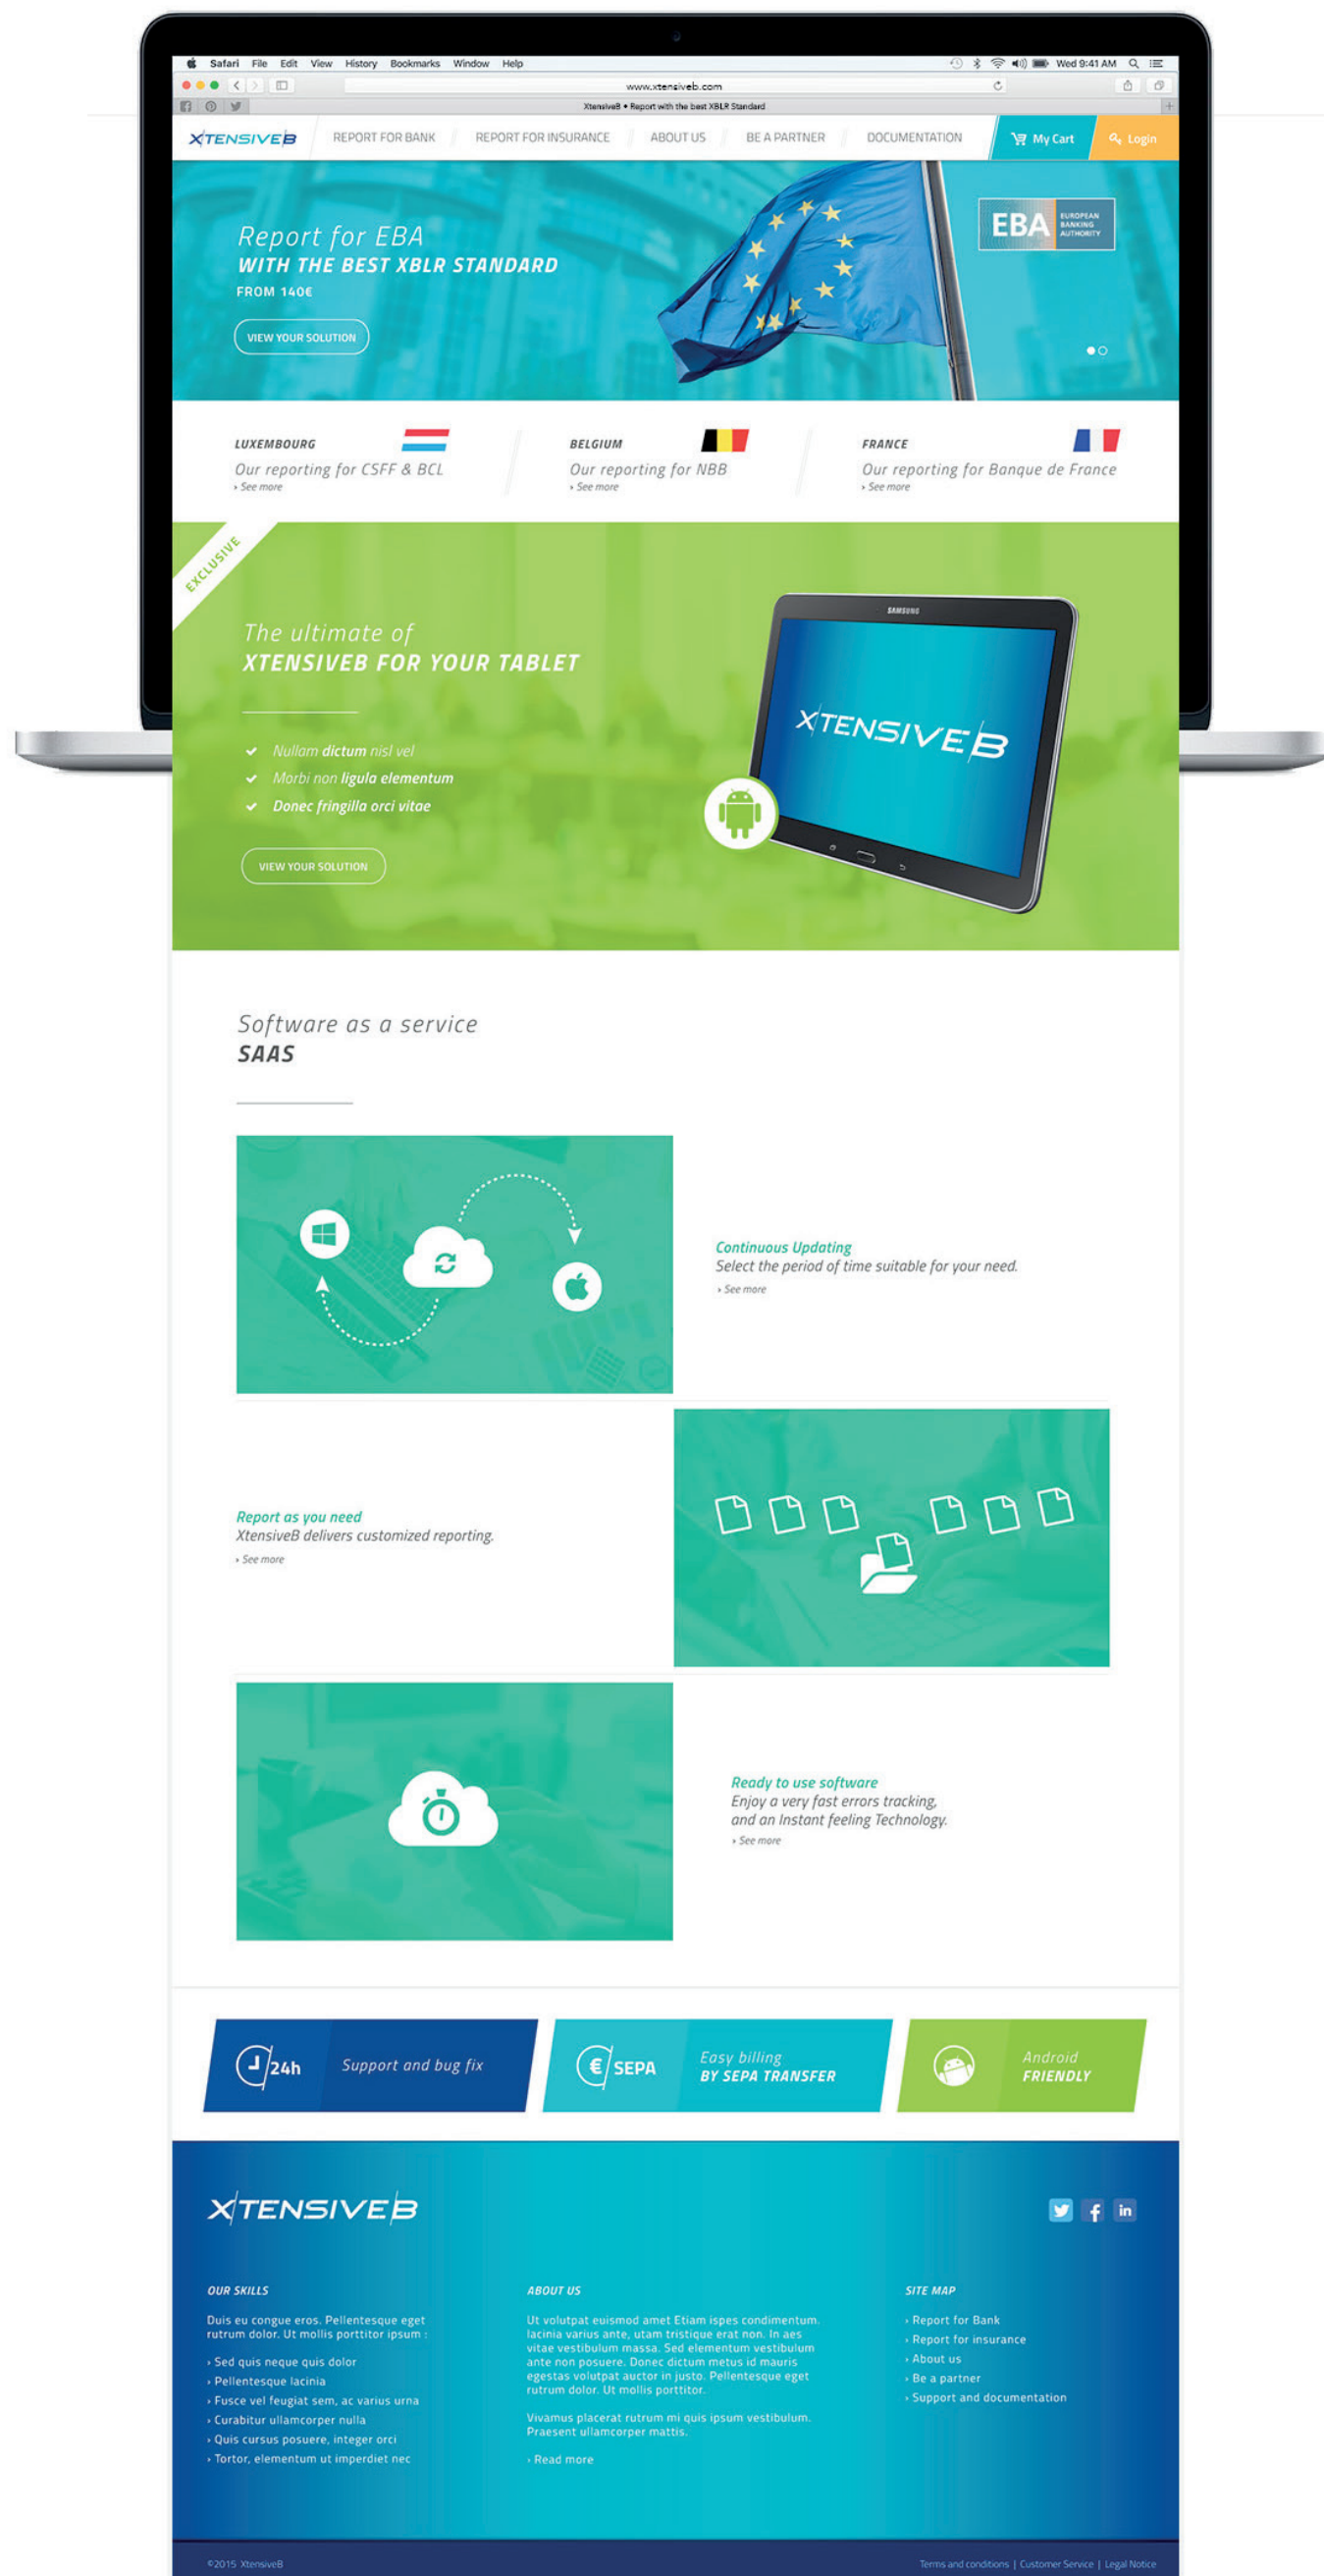 Safari File Edit View History Bookmarks Window Help
Wed 9:41 AM
www.xtensiveb.com
XtensiveB • Report with the best XBLR Standard
XTENSIVEB
REPORT FOR BANK
REPORT FOR INSURANCE
ABOUT US
BE A PARTNER
DOCUMENTATION
My Cart
Login
Report for EBA
WITH THE BEST XBLR STANDARD
FROM 140€
VIEW YOUR SOLUTION
EBA
EUROPEAN
BANKING
AUTHORITY
LUXEMBOURG
Our reporting for CSFF & BCL
› See more
BELGIUM
Our reporting for NBB
› See more
FRANCE
Our reporting for Banque de France
› See more
EXCLUSIVE
The ultimate of
XTENSIVEB FOR YOUR TABLET
Nullam dictum nisl vel
Morbi non ligula elementum
Donec fringilla orci vitae
VIEW YOUR SOLUTION
SAMSUNG
XTENSIVEB
Software as a service
SAAS
Continuous Updating
Select the period of time suitable for your need.
› See more
Report as you need
XtensiveB delivers customized reporting.
› See more
Ready to use software
Enjoy a very fast errors tracking,
and an Instant feeling Technology.
› See more
24h
Support and bug fix
€ SEPA
Easy billing
BY SEPA TRANSFER
Android
FRIENDLY
XTENSIVEB
OUR SKILLS
Duis eu congue eros. Pellentesque eget
rutrum dolor. Ut mollis porttitor ipsum :
› Sed quis neque quis dolor
› Pellentesque lacinia
› Fusce vel feugiat sem, ac varius urna
› Curabitur ullamcorper nulla
› Quis cursus posuere, integer orci
› Tortor, elementum ut imperdiet nec
ABOUT US
Ut volutpat euismod amet Etiam ispes condimentum.
lacinia varius ante, utam tristique erat non. In aes
vitae vestibulum massa. Sed elementum vestibulum
ante non posuere. Donec dictum metus id mauris
egestas volutpat auctor in justo. Pellentesque eget
rutrum dolor. Ut mollis porttitor.
Vivamus placerat rutrum mi quis ipsum vestibulum.
Praesent ullamcorper mattis.
› Read more
SITE MAP
› Report for Bank
› Report for insurance
› About us
› Be a partner
› Support and documentation
©2015 XtensiveB
Terms and conditions | Customer Service | Legal Notice